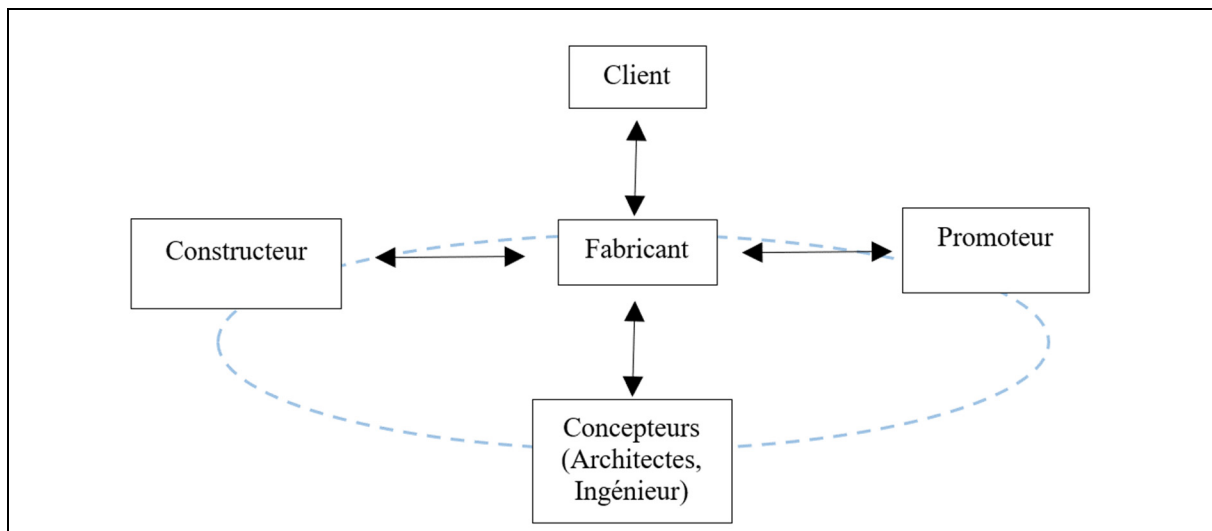 Client
Constructeur
Fabricant
Promoteur
Concepteurs
(Architectes,
Ingénieur)